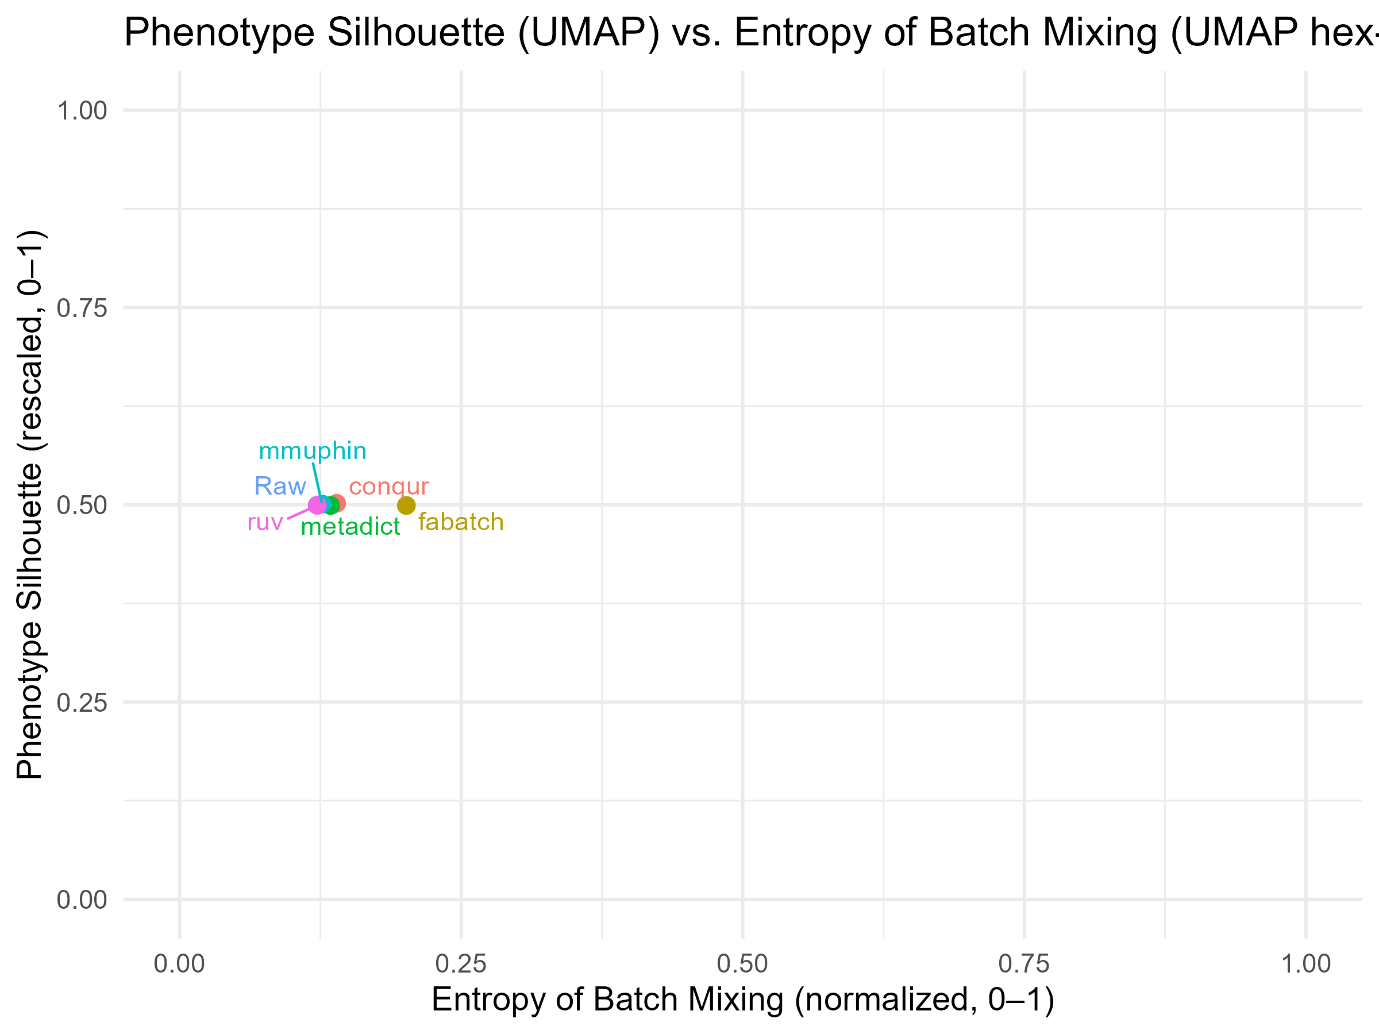 Phenotype Silhouette (UMAP) vs. Entropy of Batch Mixing (UMAP hex-
Phenotype Silhouette (rescaled, 0–1)
1.00
0.75
0.50
0.25
0.00
mmuphin
Raw
conqur
ruv
metadict
fabatch
0.00
0.25
0.50
0.75
1.00
Entropy of Batch Mixing (normalized, 0–1)